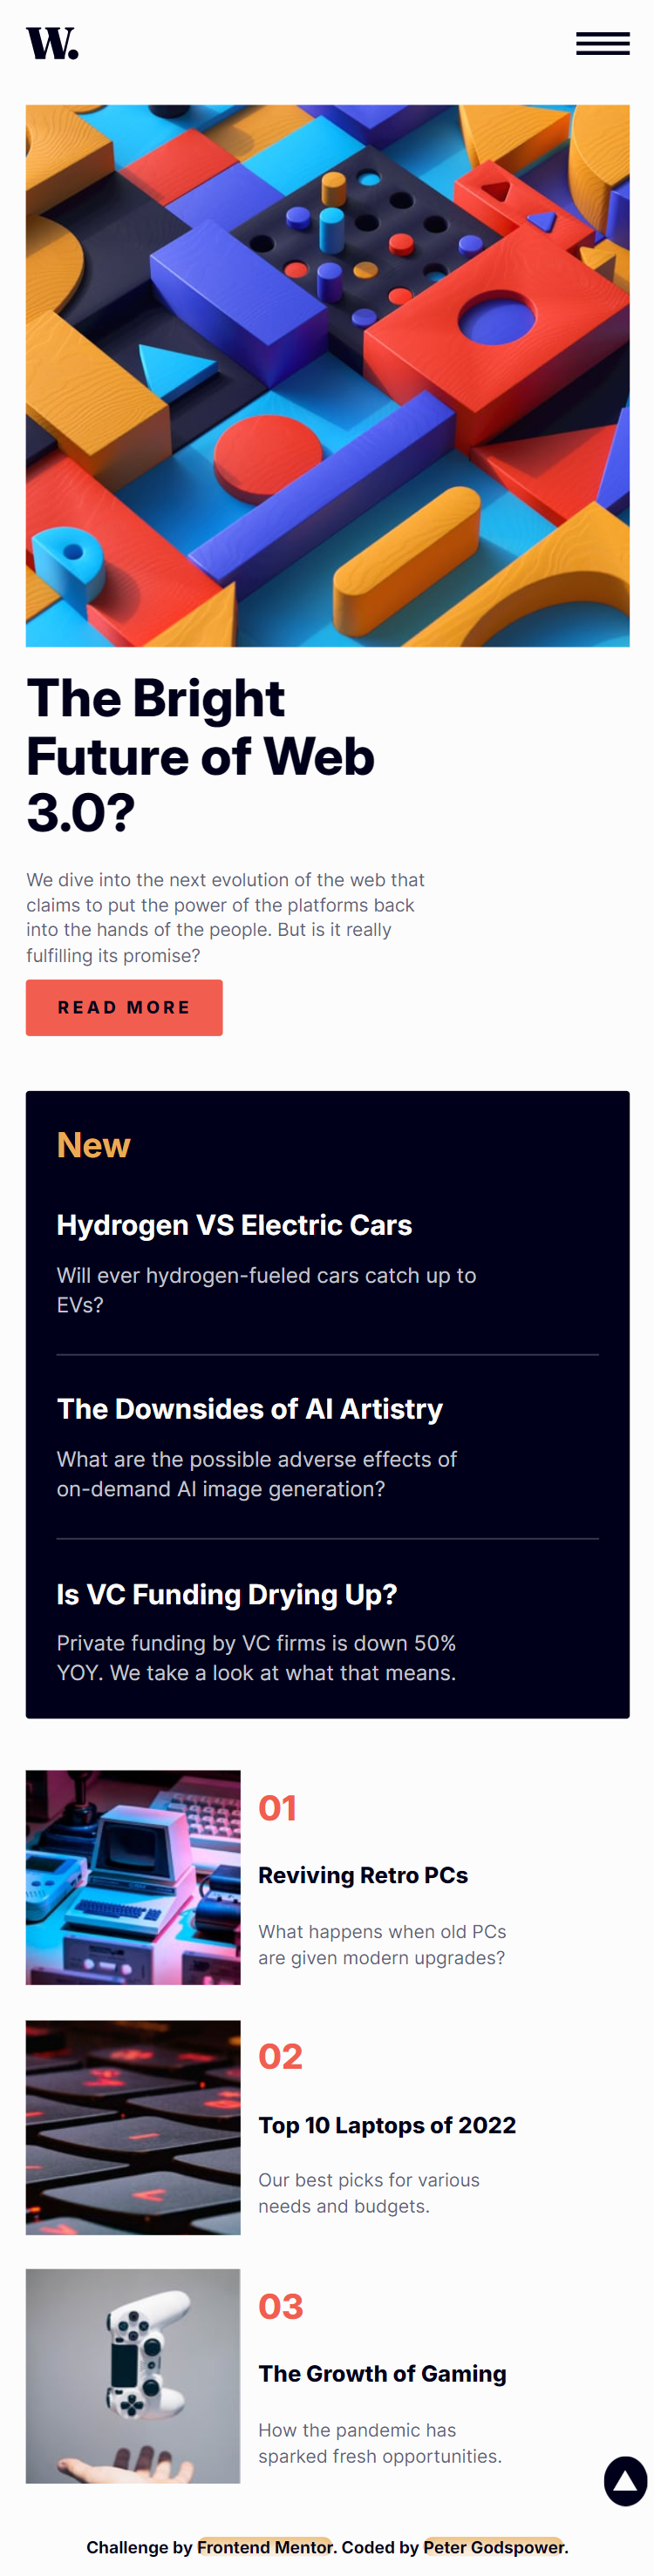 W.
The Bright
Future of Web
3.0?
We dive into the next evolution of the web that
claims to put the power of the platforms back
into the hands of the people. But is it really
fulfilling its promise?
READ MORE
New
Hydrogen VS Electric Cars
Will ever hydrogen-fueled cars catch up to
EVs?
The Downsides of AI Artistry
What are the possible adverse effects of
on-demand AI image generation?
Is VC Funding Drying Up?
Private funding by VC firms is down 50%
YOY. We take a look at what that means.
01
Reviving Retro PCs
What happens when old PCs
are given modern upgrades?
02
Top 10 Laptops of 2022
Our best picks for various
needs and budgets.
03
The Growth of Gaming
How the pandemic has
sparked fresh opportunities.
Challenge by Frontend Mentor. Coded by Peter Godspower.